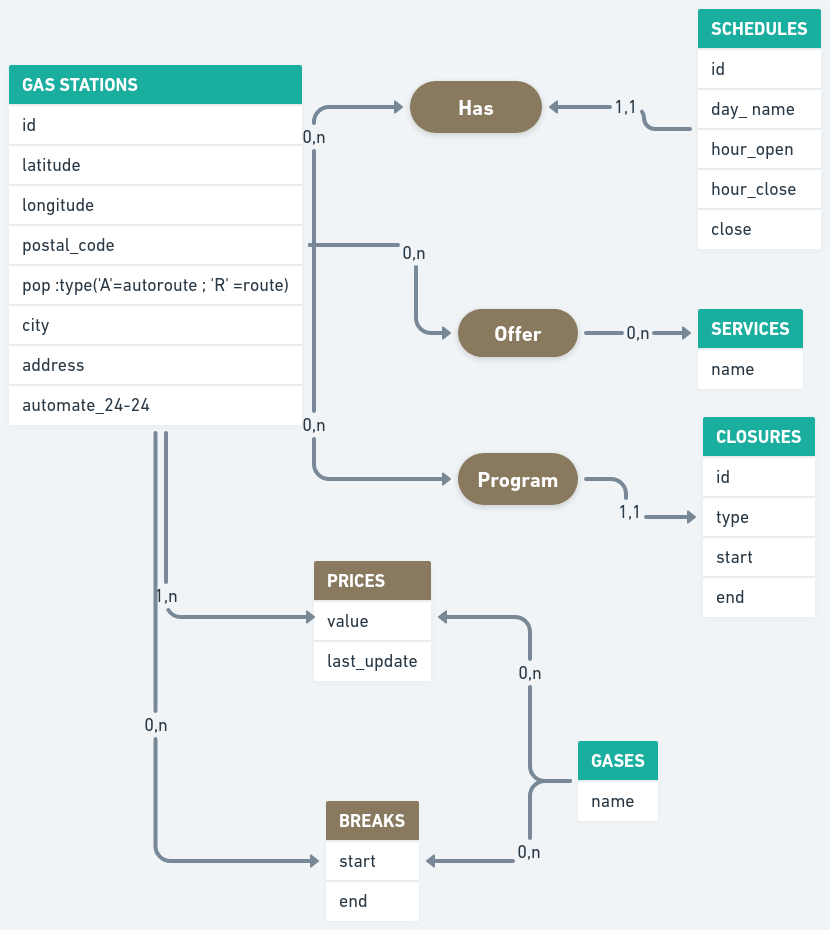 GAS STATIONS
id
latitude
longitude
postal_code
pop :type('A'=autoroute ; 'R' =route)
city
address
automate_24-24
0,n
Has
1,1
SCHEDULES
id
day_ name
hour_open
hour_close
close
0,n
Offer
0,n
SERVICES
name
0,n
Program
1,1
CLOSURES
id
type
start
end
1,n
PRICES
value
last_update
0,n
0,n
GASES
name
BREAKS
start
end
0,n